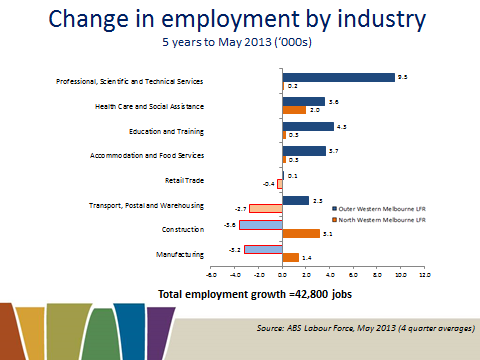 Change in employment by industry
5 years to May 2013 ('000s)
Professional, Scientific and Technical Services
9.5
0.2
Health Care and Social Assistance
3.6
2.0
Education and Training
4.3
0.3
Accommodation and Food Services
3.7
0.3
Retail Trade
0.1
-0.4
Transport, Postal and Warehousing
2.3
-2.7
Outer Western Melbourne LFR
North Western Melbourne LFR
Construction
-3.6
3.1
Manufacturing
-3.2
1.4
-6.0 -4.0 -2.0 0.0 2.0 4.0 6.0 8.0 10.0 12.0
Total employment growth =42,800 jobs
Source: ABS Labour Force, May 2013 (4 quarter averages)